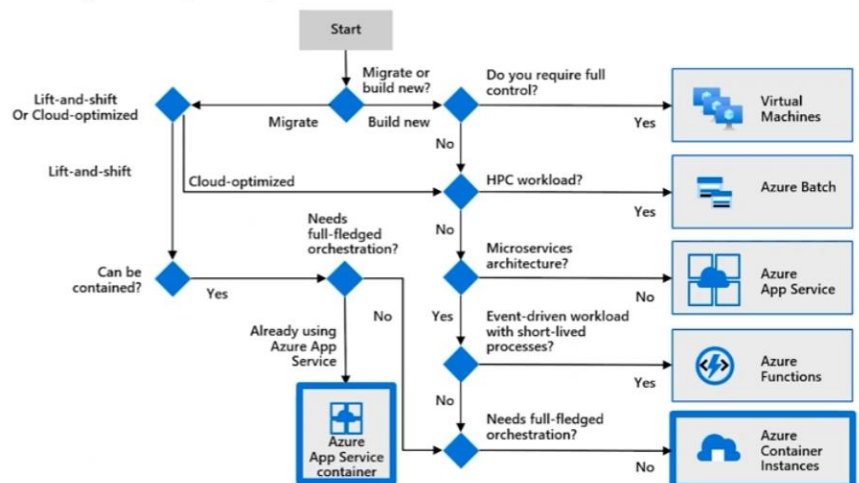 Start
Migrate or
build new?
Do you require full
control?
Lift-and-shift
Or Cloud-optimized
Migrate
Build new
Yes
Virtual
Machines
No
Lift-and-shift
Cloud-optimized
HPC workload?
Yes
Azure Batch
Needs
full-fledged
orchestration?
No
Microservices
architecture?
No
Azure
App Service
Can be
contained?
Yes
No
Yes
Event-driven workload
with short-lived
processes?
Already using
Azure App
Service
Yes
Azure
Functions
No
Needs full-fledged
orchestration?
No
Azure
Container
Instances
Azure
App Service
container